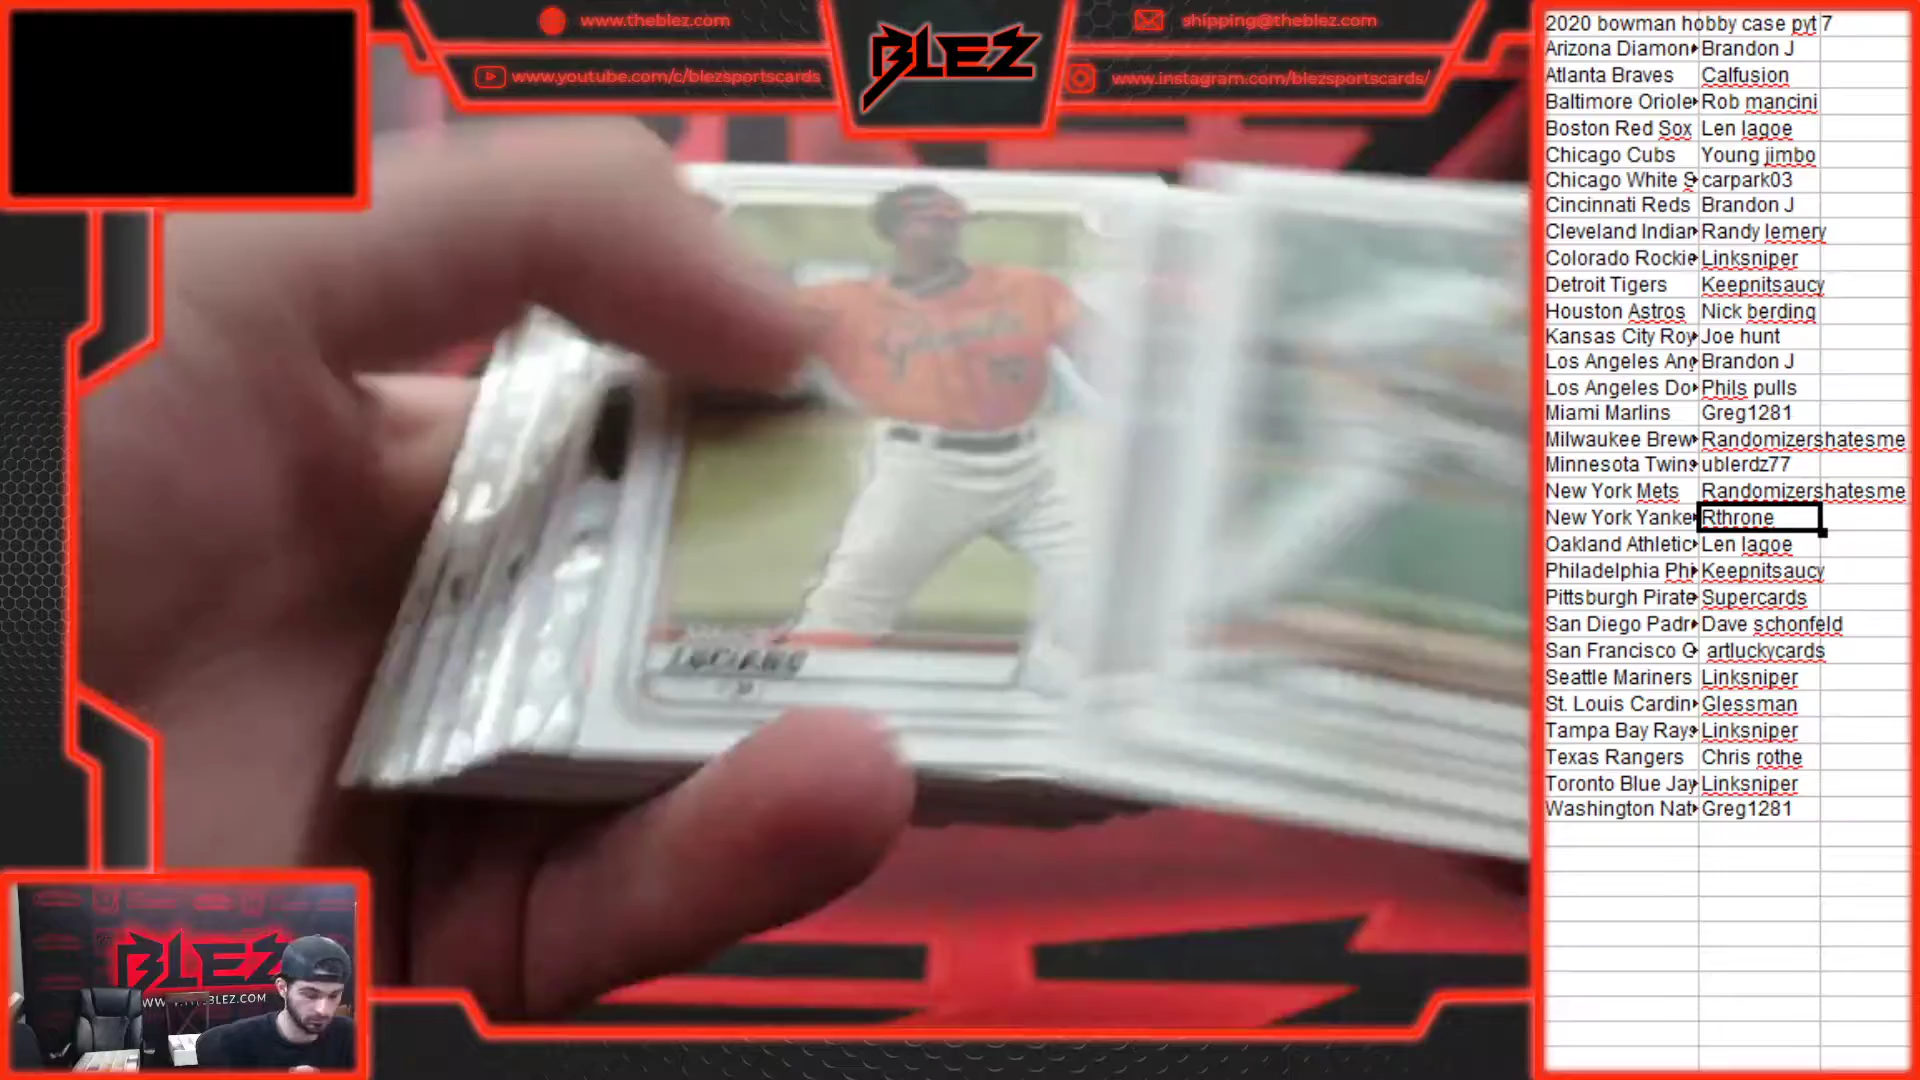 www.theblez.com
shipping@theblez.com
BLEZ
www.youtube.com/c/blezsportscards
www.instagram.com/blezsportscards/
2020 bowman hobby case pyt 7
Arizona Diamon Brandon J
Atlanta Braves Calfusion
Baltimore Oriole Rob mancini
Boston Red Sox Len lagoe
Chicago Cubs Young jimbo
Chicago White S carpark03
Cincinnati Reds Brandon J
Cleveland Indian Randy lemery
Colorado Rockie Linksniper
Detroit Tigers Keepnitsaucy
Houston Astros Nick berding
Kansas City Roy Joe hunt
Los Angeles Ang Brandon J
Los Angeles Do Phils pulls
Miami Marlins Greg1281
Milwaukee Brew Randomizershatesme
Minnesota Twins ublerdz77
New York Mets Randomizershatesme
New York Yanke Rthrone
Oakland Athletic Len lagoe
Philadelphia Phi Keepnitsaucy
Pittsburgh Pirate Supercards
San Diego Padr Dave schonfeld
San Francisco G artluckycards
Seattle Mariners Linksniper
St. Louis Cardin Glessman
Tampa Bay Rays Linksniper
Texas Rangers Chris rothe
Toronto Blue Jay Linksniper
Washington Nat Greg1281
Giants
LUCIANO
BLEZ